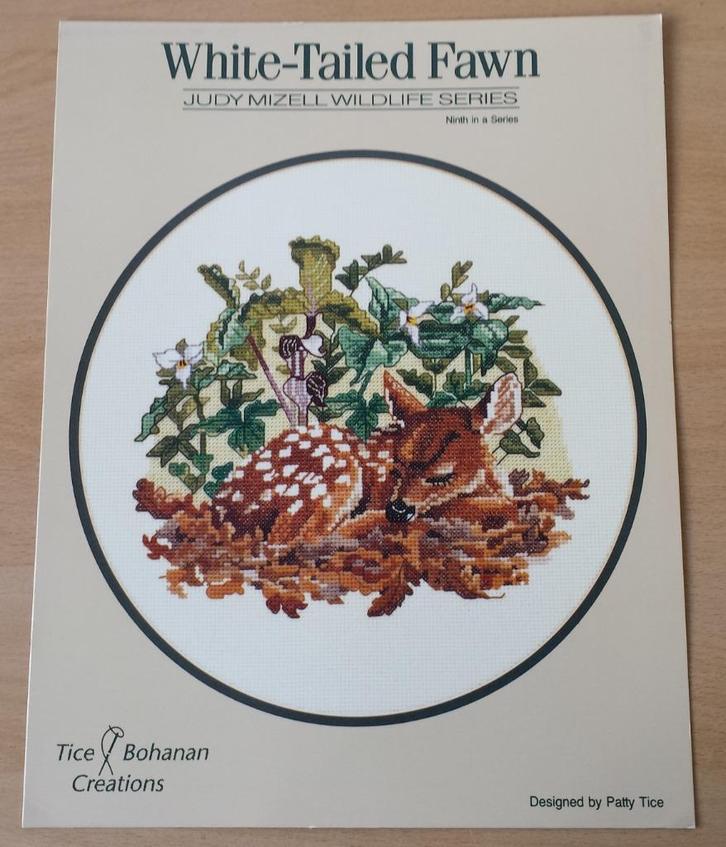 White-Tailed Fawn
JUDY MIZELL WILDLIFE SERIES
Ninth in a Series
Tice Bohanan
Creations
Designed by Patty Tice